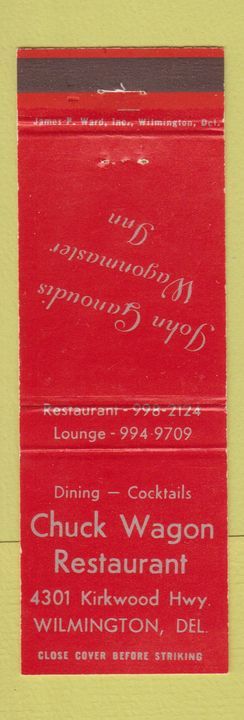 James P. Ward, Inc., Wilmington, Del.
John Ganoudis
Wagonmaster
Inn
Restaurant - 998-2124
Lounge - 994-9709
Dining — Cocktails
Chuck Wagon
Restaurant
4301 Kirkwood Hwy.
WILMINGTON, DEL.
CLOSE COVER BEFORE STRIKING